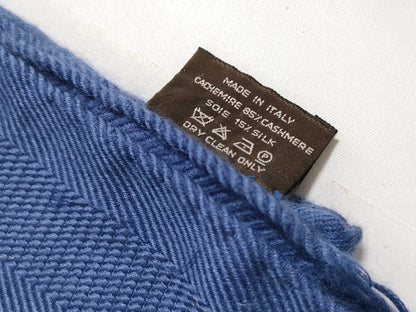 MADE IN ITALY
CACHEMIRE 85% CASHMERE
SOIE 15% SILK
P
DRY CLEAN ONLY